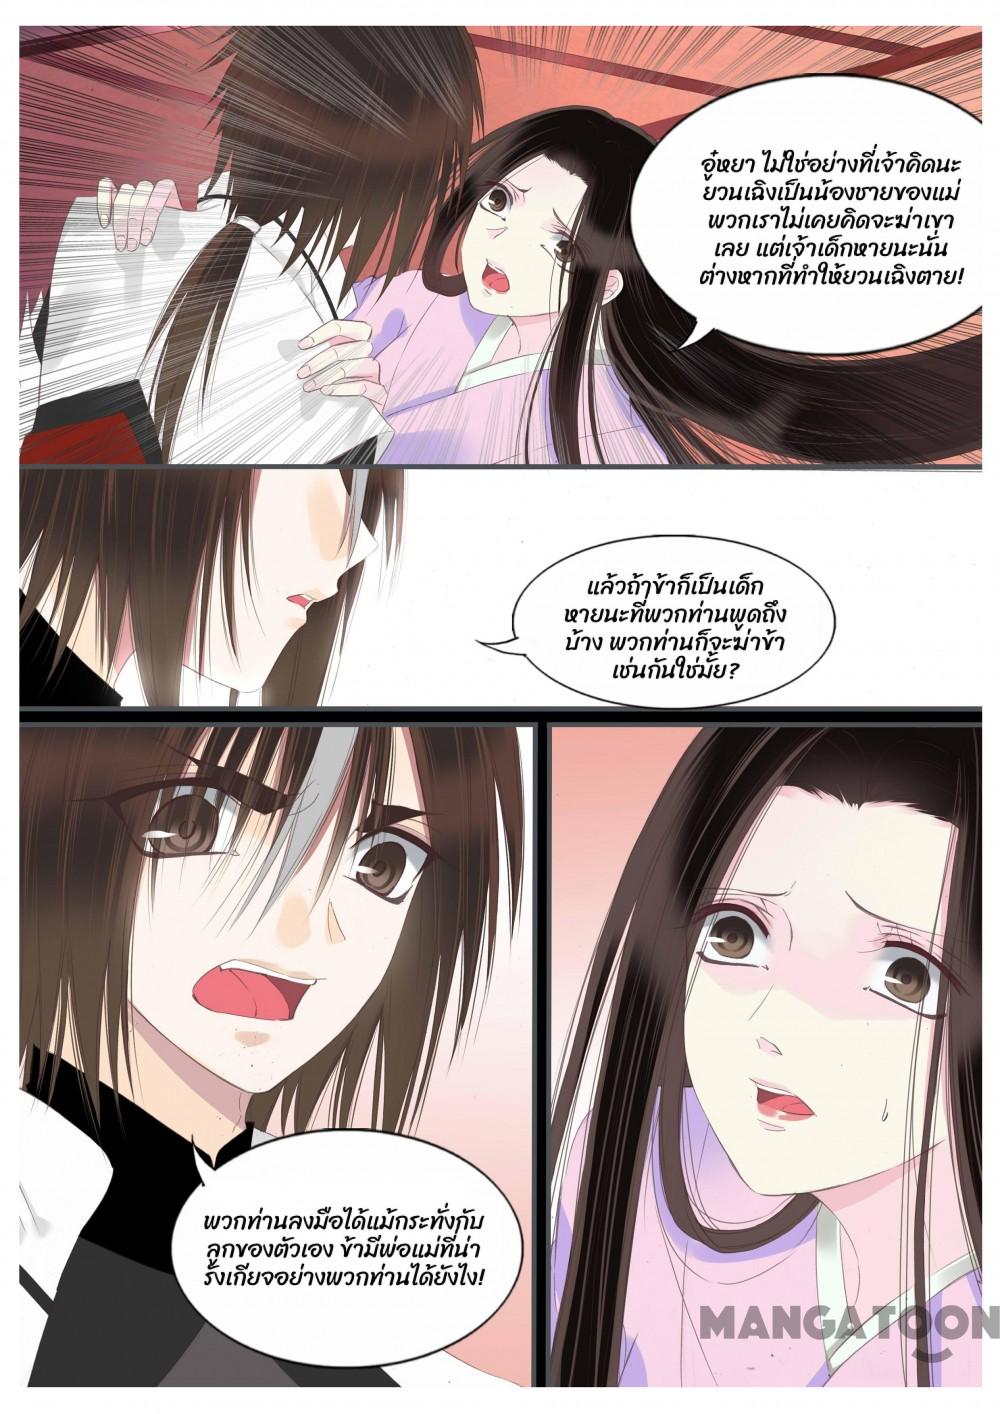 อู๋หยา ไม่ใช่อย่างที่เจ้าคิดนะ
ยวนเฉิงเป็นน้องชายของแม่
พวกเราไม่เคยคิดจะฆ่าเขา
เลย แต่เจ้าเด็กหายนะนั่น
ต่างหากที่ทำให้ยวนเฉิงตาย!
แล้วถ้าข้าก็เป็นเด็ก
หายนะที่พวกท่านพูดถึง
บ้าง พวกท่านก็จะฆ่าข้า
เช่นกันใช่มั้ย?
พวกท่านลงมือได้แม้กระทั่งกับ
ลูกของตัวเอง ข้ามีพ่อแม่ที่น่า
รังเกียจอย่างพวกท่านได้ยังไง!
MANGATOON